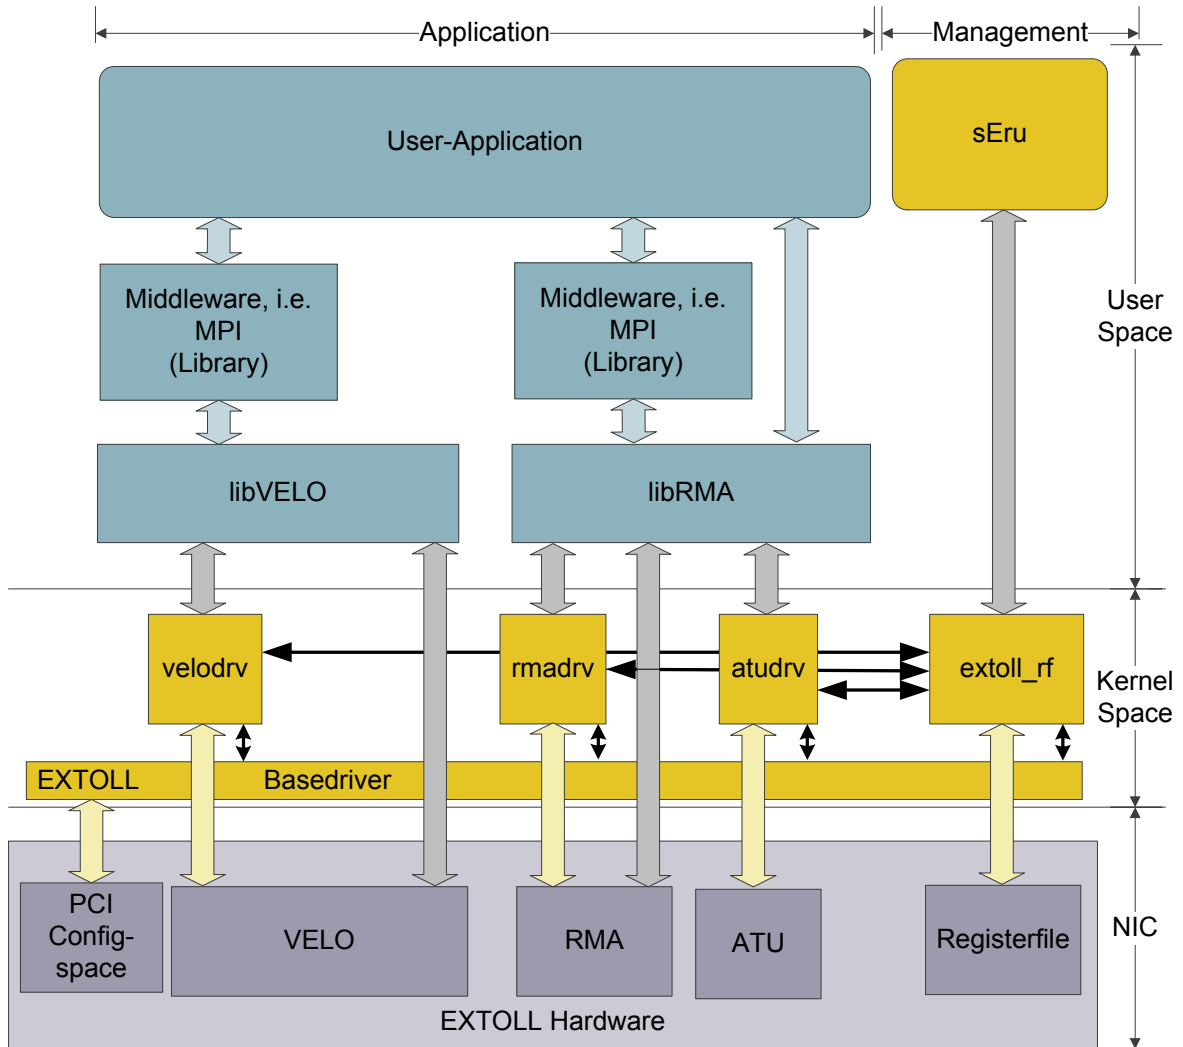 Application
Management
User-Application
sEru
Middleware, i.e.
MPI
(Library)
Middleware, i.e.
MPI
(Library)
User
Space
libVELO
libRMA
velodrv
rmadrv
atudrv
extoll_rf
Kernel
Space
EXTOLL Basedriver
PCI
Config-
space
VELO
RMA
ATU
Registerfile
NIC
EXTOLL Hardware